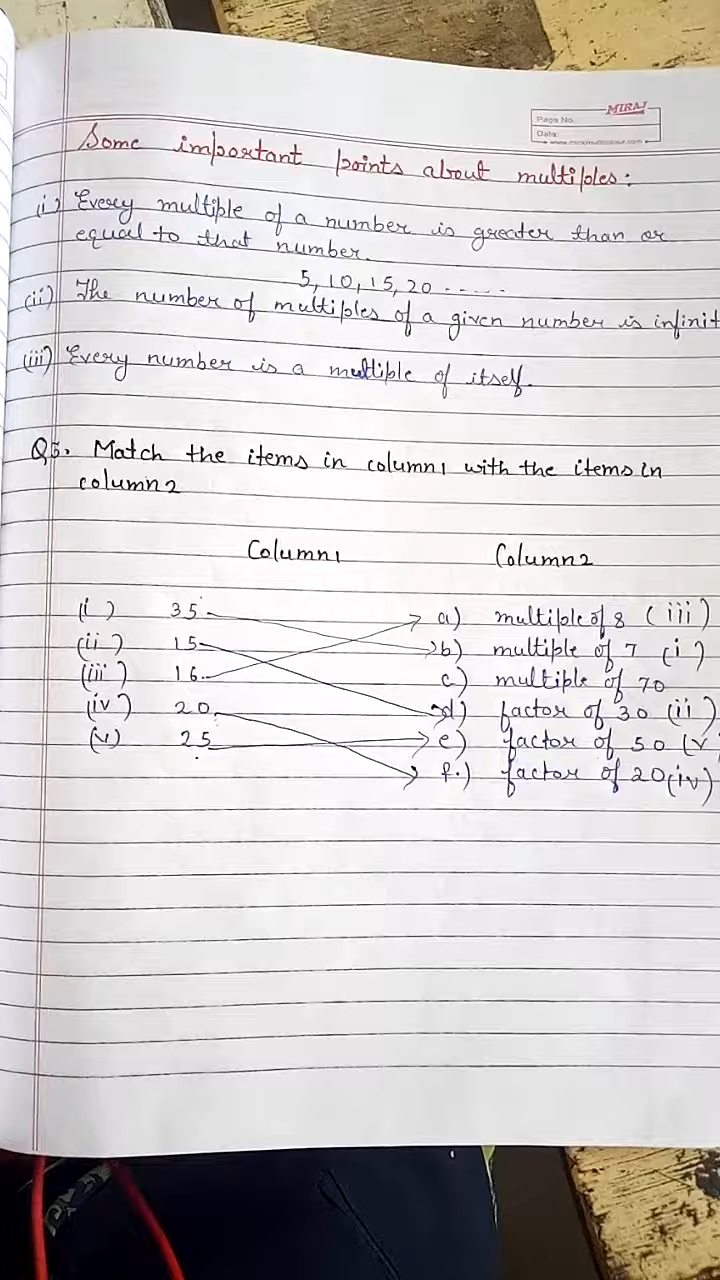 MIRAJ
Page No.
Date:
Some important points about multiples:
(i) Every multiple of a number is greater than or
equal to that number.
5, 10, 15, 20 .....
(ii) The number of multiples of a given number is infinit
(iii) Every number is a multiple of itself.
Q5. Match the items in column1 with the items in
column2
Column1 Column2
(i) 35 a) multiple of 8 (iii)
(ii) 15 b) multiple of 7 (i)
(iii) 16 c) multiple of 70
(iv) 20 d) factor of 30 (ii)
(v) 25 e) factor of 50 (v
f.) factor of 20 (iv)